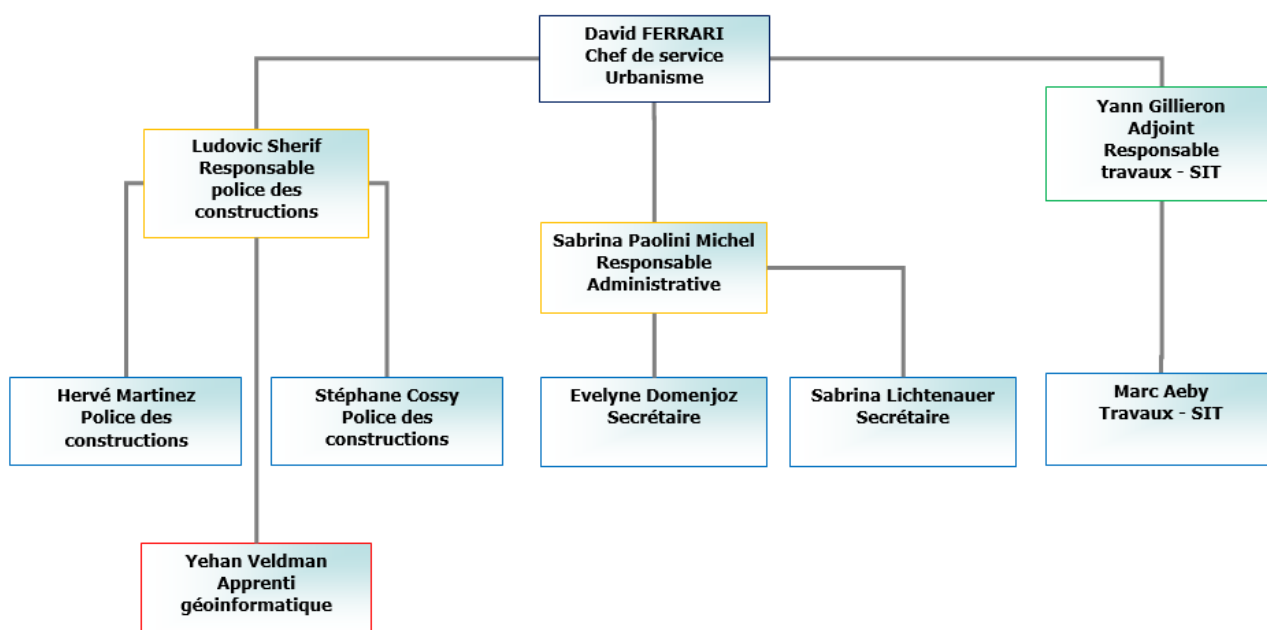 David FERRARI
Chef de service
Urbanisme
Yann Gillieron
Adjoint
Responsable
travaux - SIT
Ludovic Sherif
Responsable
police des
constructions
Sabrina Paolini Michel
Responsable
Administrative
Hervé Martinez
Police des
constructions
Stéphane Cossy
Police des
constructions
Evelyne Domenjoz
Secrétaire
Sabrina Lichtenauer
Secrétaire
Marc Aeby
Travaux - SIT
Yehan Veldman
Apprenti
géoinformatique